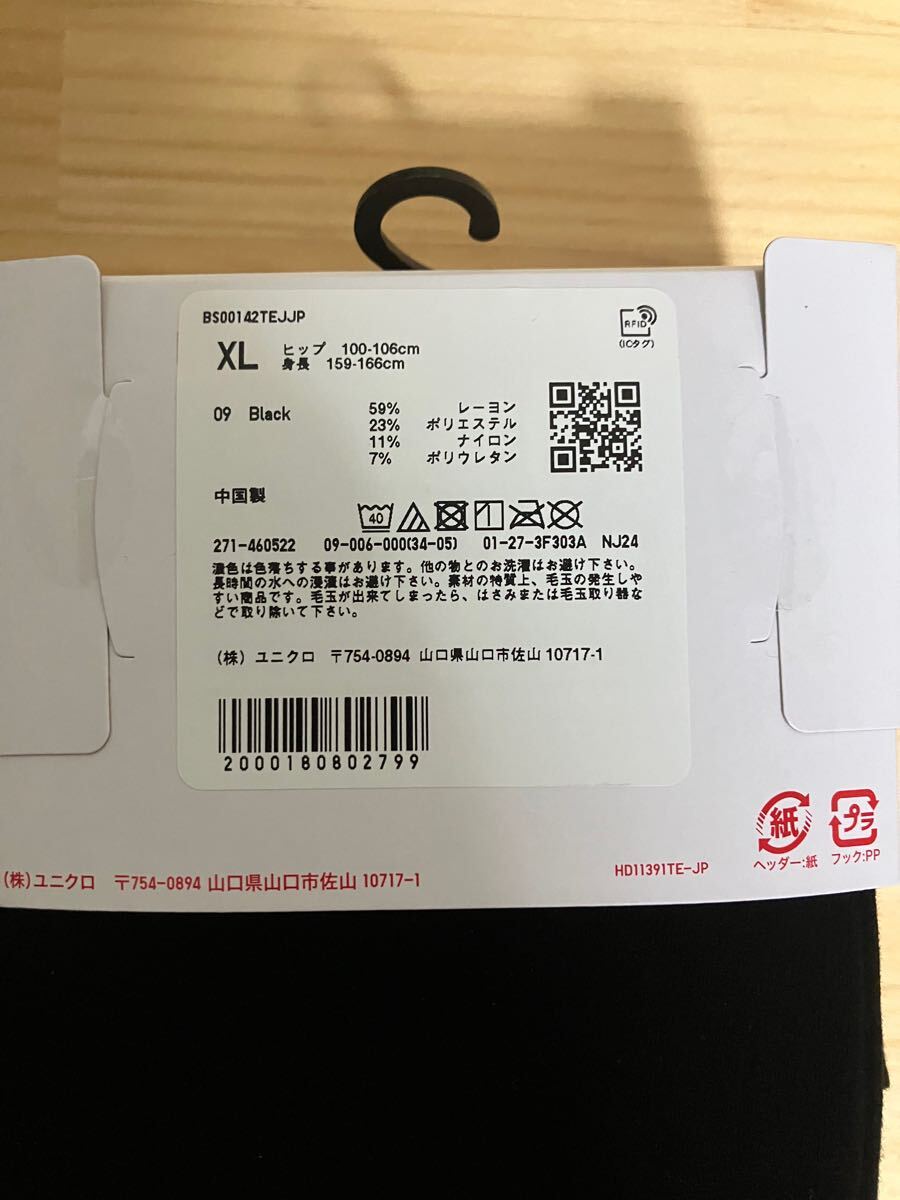 BS00142TEJJP
RFID
(ICタグ)
XL ヒップ 100-106cm
身長 159-166cm
09 Black
59% レーヨン
23% ポリエステル
11% ナイロン
7% ポリウレタン
中国製
40
271-460522 09-006-000(34-05) 01-27-3F303A NJ24
濃色は色落ちする事があります。他の物とのお洗濯はお避け下さい。
長時間の水への浸漬はお避け下さい。素材の特質上、毛玉の発生しや
すい商品です。毛玉が出来てしまったら、はさみまたは毛玉取り器な
どで取り除いて下さい。
(株) ユニクロ 〒754-0894 山口県山口市佐山 10717-1
2000180802799
紙
プラ
ヘッダー:紙 フック:PP
HD11391TE-JP
(株)ユニクロ 〒754-0894 山口県山口市佐山 10717-1